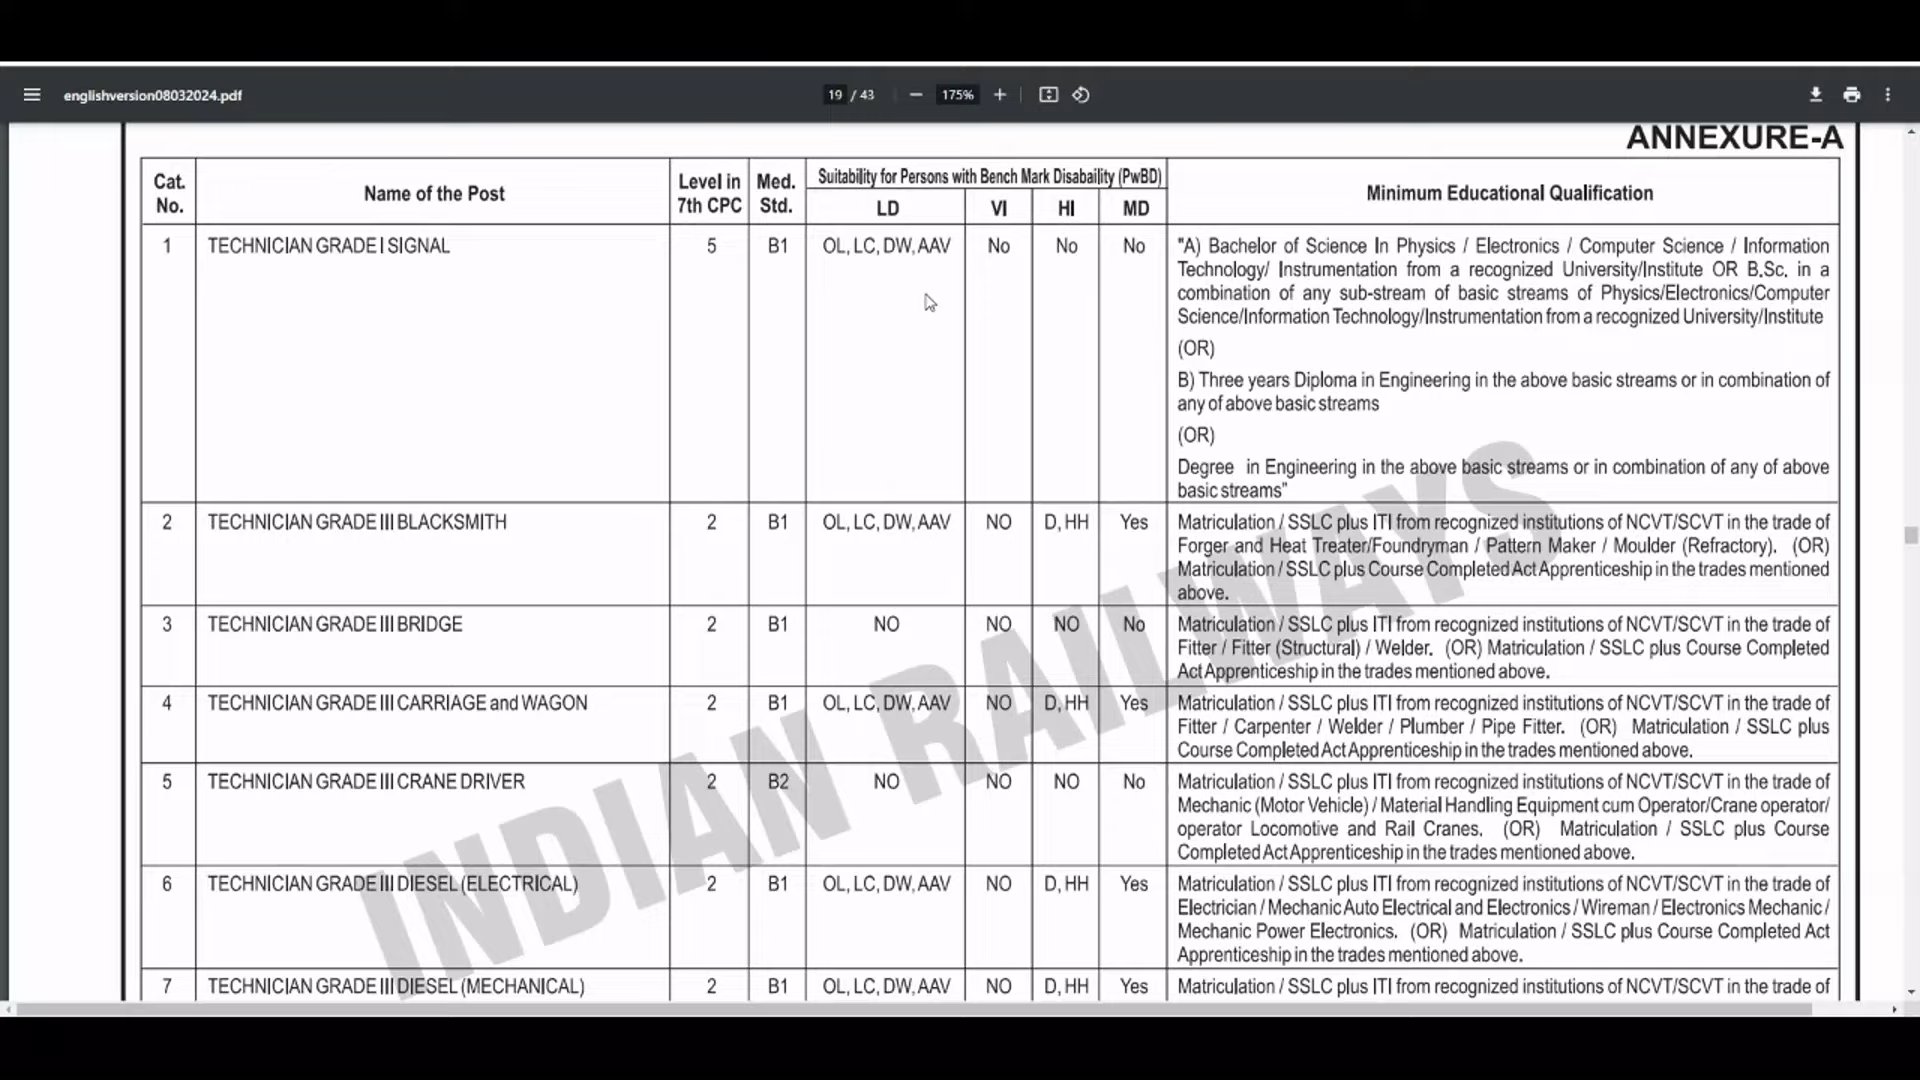 englishversion08032024.pdf
19 / 43
175%
ANNEXURE-A
Cat. No.
Name of the Post
Level in 7th CPC
Med. Std.
Suitability for Persons with Bench Mark Disabaility (PwBD)
LD VI HI MD
Minimum Educational Qualification
1 TECHNICIAN GRADE I SIGNAL 5 B1 OL, LC, DW, AAV No No No "A) Bachelor of Science In Physics / Electronics / Computer Science / Information
Technology/ Instrumentation from a recognized University/Institute OR B.Sc. in a
combination of any sub-stream of basic streams of Physics/Electronics/Computer
Science/Information Technology/Instrumentation from a recognized University/Institute
(OR)
B) Three years Diploma in Engineering in the above basic streams or in combination of
any of above basic streams
(OR)
Degree in Engineering in the above basic streams or in combination of any of above
basic streams"
2 TECHNICIAN GRADE III BLACKSMITH 2 B1 OL, LC, DW, AAV NO D, HH Yes Matriculation / SSLC plus ITI from recognized institutions of NCVT/SCVT in the trade of
Forger and Heat Treater/Foundryman / Pattern Maker / Moulder (Refractory). (OR)
Matriculation / SSLC plus Course Completed Act Apprenticeship in the trades mentioned
above.
3 TECHNICIAN GRADE III BRIDGE 2 B1 NO NO NO No Matriculation / SSLC plus ITI from recognized institutions of NCVT/SCVT in the trade of
Fitter / Fitter (Structural) / Welder. (OR) Matriculation / SSLC plus Course Completed
Act Apprenticeship in the trades mentioned above.
4 TECHNICIAN GRADE III CARRIAGE and WAGON 2 B1 OL, LC, DW, AAV NO D, HH Yes Matriculation / SSLC plus ITI from recognized institutions of NCVT/SCVT in the trade of
Fitter / Carpenter / Welder / Plumber / Pipe Fitter. (OR) Matriculation / SSLC plus
Course Completed Act Apprenticeship in the trades mentioned above.
5 TECHNICIAN GRADE III CRANE DRIVER 2 B2 NO NO NO No Matriculation / SSLC plus ITI from recognized institutions of NCVT/SCVT in the trade of
Mechanic (Motor Vehicle) / Material Handling Equipment cum Operator/Crane operator/
operator Locomotive and Rail Cranes. (OR) Matriculation / SSLC plus Course
Completed Act Apprenticeship in the trades mentioned above.
6 TECHNICIAN GRADE III DIESEL (ELECTRICAL) 2 B1 OL, LC, DW, AAV NO D, HH Yes Matriculation / SSLC plus ITI from recognized institutions of NCVT/SCVT in the trade of
Electrician / Mechanic Auto Electrical and Electronics / Wireman / Electronics Mechanic /
Mechanic Power Electronics. (OR) Matriculation / SSLC plus Course Completed Act
Apprenticeship in the trades mentioned above.
7 TECHNICIAN GRADE III DIESEL (MECHANICAL) 2 B1 OL, LC, DW, AAV NO D, HH Yes Matriculation / SSLC plus ITI from recognized institutions of NCVT/SCVT in the trade of
INDIAN RAILWAYS